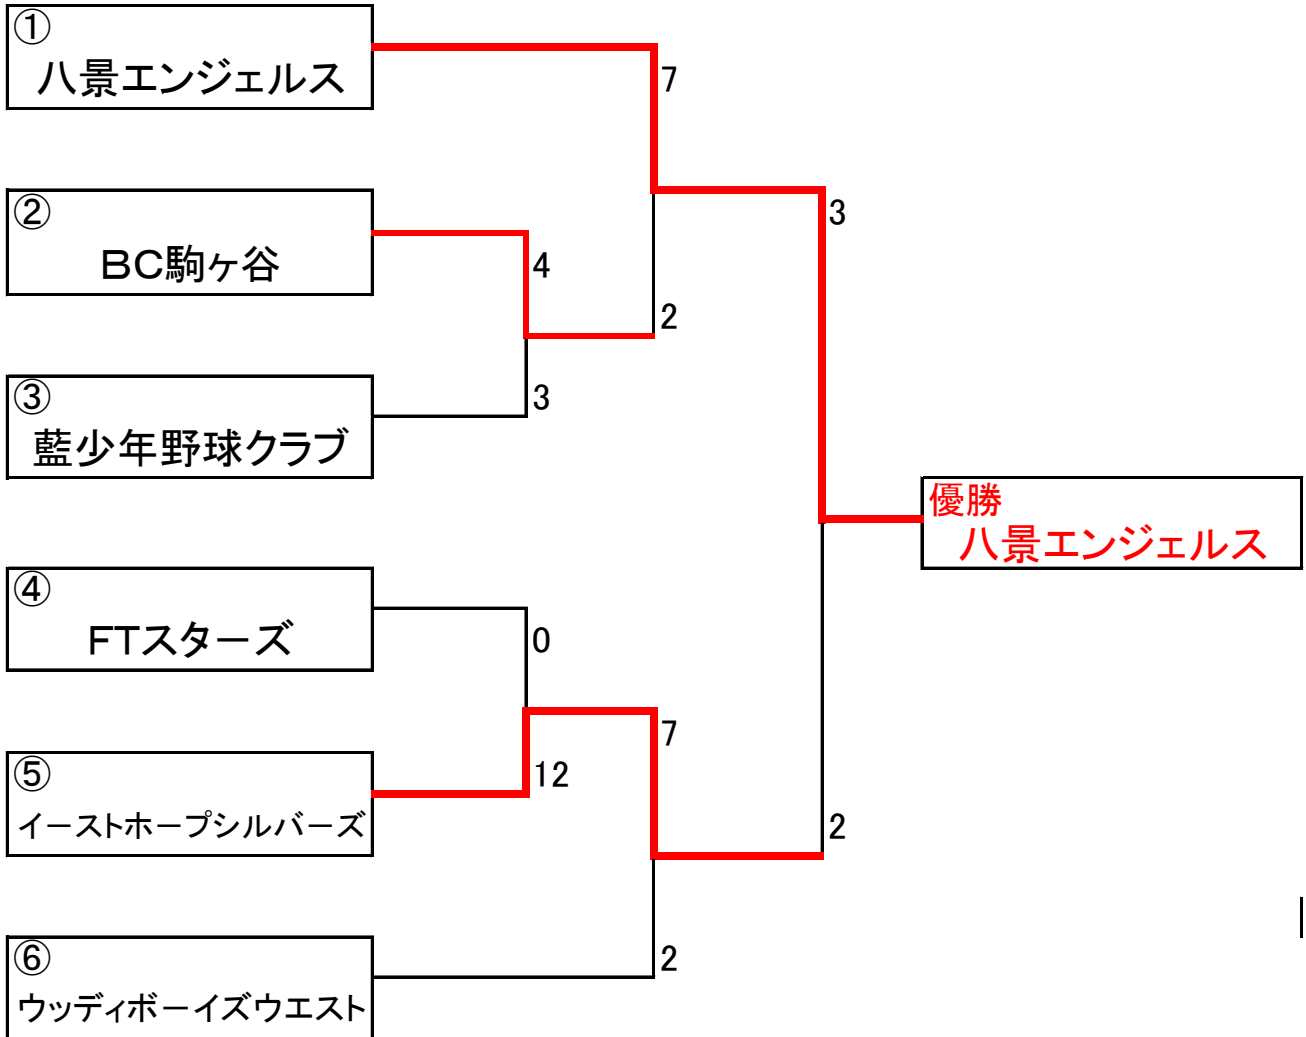 ①
八景エンジェルス
7
②
BC駒ヶ谷
4
3
2
③
藍少年野球クラブ
3
優勝
八景エンジェルス
④
FTスターズ
0
7
⑤
イーストホープシルバーズ
12
2
⑥
ウッディボーイズウエスト
2